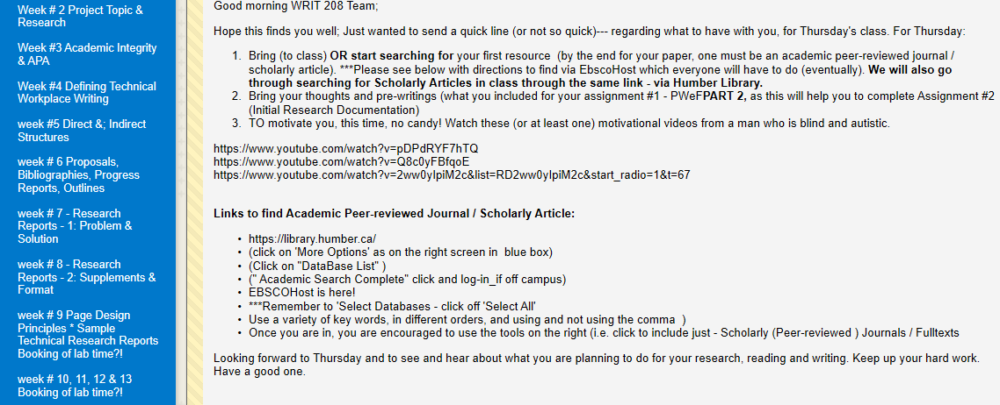 Week # 2 Project Topic &
Research
Week #3 Academic Integrity
& APA
Week #4 Defining Technical
Workplace Writing
week #5 Direct &; Indirect
Structures
week # 6 Proposals,
Bibliographies, Progress
Reports, Outlines
week # 7 - Research
Reports - 1: Problem &
Solution
week # 8 - Research
Reports - 2: Supplements &
Format
week # 9 Page Design
Principles * Sample
Technical Research Reports
Booking of lab time?!
week # 10, 11, 12 & 13
Booking of lab time?!
Good morning WRIT 208 Team;
Hope this finds you well; Just wanted to send a quick line (or not so quick)--- regarding what to have with you, for Thursday's class. For Thursday:
1. Bring (to class) OR start searching for your first resource (by the end for your paper, one must be an academic peer-reviewed journal /
scholarly article). ***Please see below with directions to find via EbscoHost which everyone will have to do (eventually). We will also go
through searching for Scholarly Articles in class through the same link - via Humber Library.
2. Bring your thoughts and pre-writings (what you included for your assignment #1 - PWeFPART 2, as this will help you to complete Assignment #2
(Initial Research Documentation)
3. TO motivate you, this time, no candy! Watch these (or at least one) motivational videos from a man who is blind and autistic.
https://www.youtube.com/watch?v=pDPdRYF7hTQ
https://www.youtube.com/watch?v=Q8c0yFBfqoE
https://www.youtube.com/watch?v=2ww0yIpiM2c&list=RD2ww0yIpiM2c&start_radio=1&t=67
Links to find Academic Peer-reviewed Journal / Scholarly Article:
• https://library.humber.ca/
• (click on 'More Options' as on the right screen in blue box)
• (Click on "DataBase List" )
• (" Academic Search Complete" click and log-in_if off campus)
• EBSCOHost is here!
• ***Remember to 'Select Databases - click off 'Select All'
• Use a variety of key words, in different orders, and using and not using the comma )
• Once you are in, you are encouraged to use the tools on the right (i.e. click to include just - Scholarly (Peer-reviewed ) Journals / Fulltexts
Looking forward to Thursday and to see and hear about what you are planning to do for your research, reading and writing. Keep up your hard work.
Have a good one.